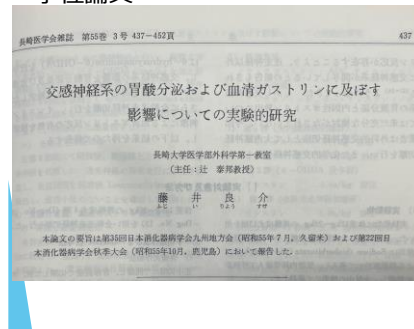 長崎医学会雑誌 第55巻 3号 437−452頁
437
交感神経系の胃酸分泌および血清ガストリンに及ぼす
影響についての実験的研究
長崎大学医学部外科学第一教室
(主任：辻 泰邦教授)
藤井良介
ふじ い りよう すけ
本論文の要旨は第35回日本消化器病学会九州地方会（昭和55年7月，久留米）および第22回日
本消化器病学会秋季大会（昭和55年10月，鹿児島）において報告した．